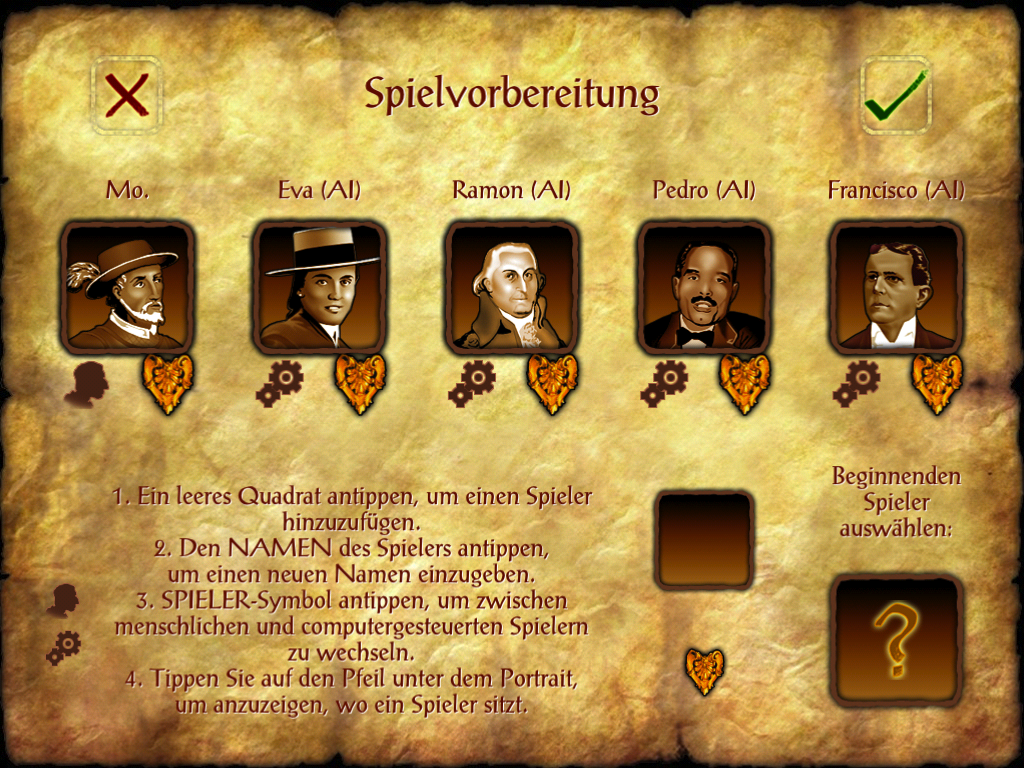 Spielvorbereitung
Mo.
Eva (AI)
Ramon (AI)
Pedro (AI)
Francisco (AI)
1. Ein leeres Quadrat antippen, um einen Spieler
hinzuzufügen.
2. Den NAMEN des Spielers antippen,
um einen neuen Namen einzugeben.
3. SPIELER-Symbol antippen, um zwischen
menschlichen und computergesteuerten Spielern
zu wechseln.
4. Tippen Sie auf den Pfeil unter dem Portrait,
um anzuzeigen, wo ein Spieler sitzt.
Beginnenden
Spieler
auswählen:
?